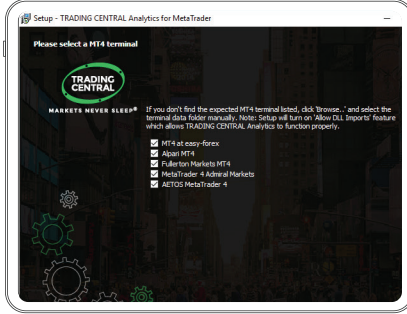 Setup - TRADING CENTRAL Analytics for MetaTrader
Please select a MT4 terminal
TRADING
CENTRAL
MARKETS NEVER SLEEP®
If you don't find the expected MT4 terminal listed, click 'Browse..' and select the
terminal data folder manually. Note: Setup will turn on 'Allow DLL Imports' feature
which allows TRADING CENTRAL Analytics to function properly.
MT4 at easy-forex
Alpari MT4
Fullerton Markets MT4
MetaTrader 4 Admiral Markets
AETOS MetaTrader 4